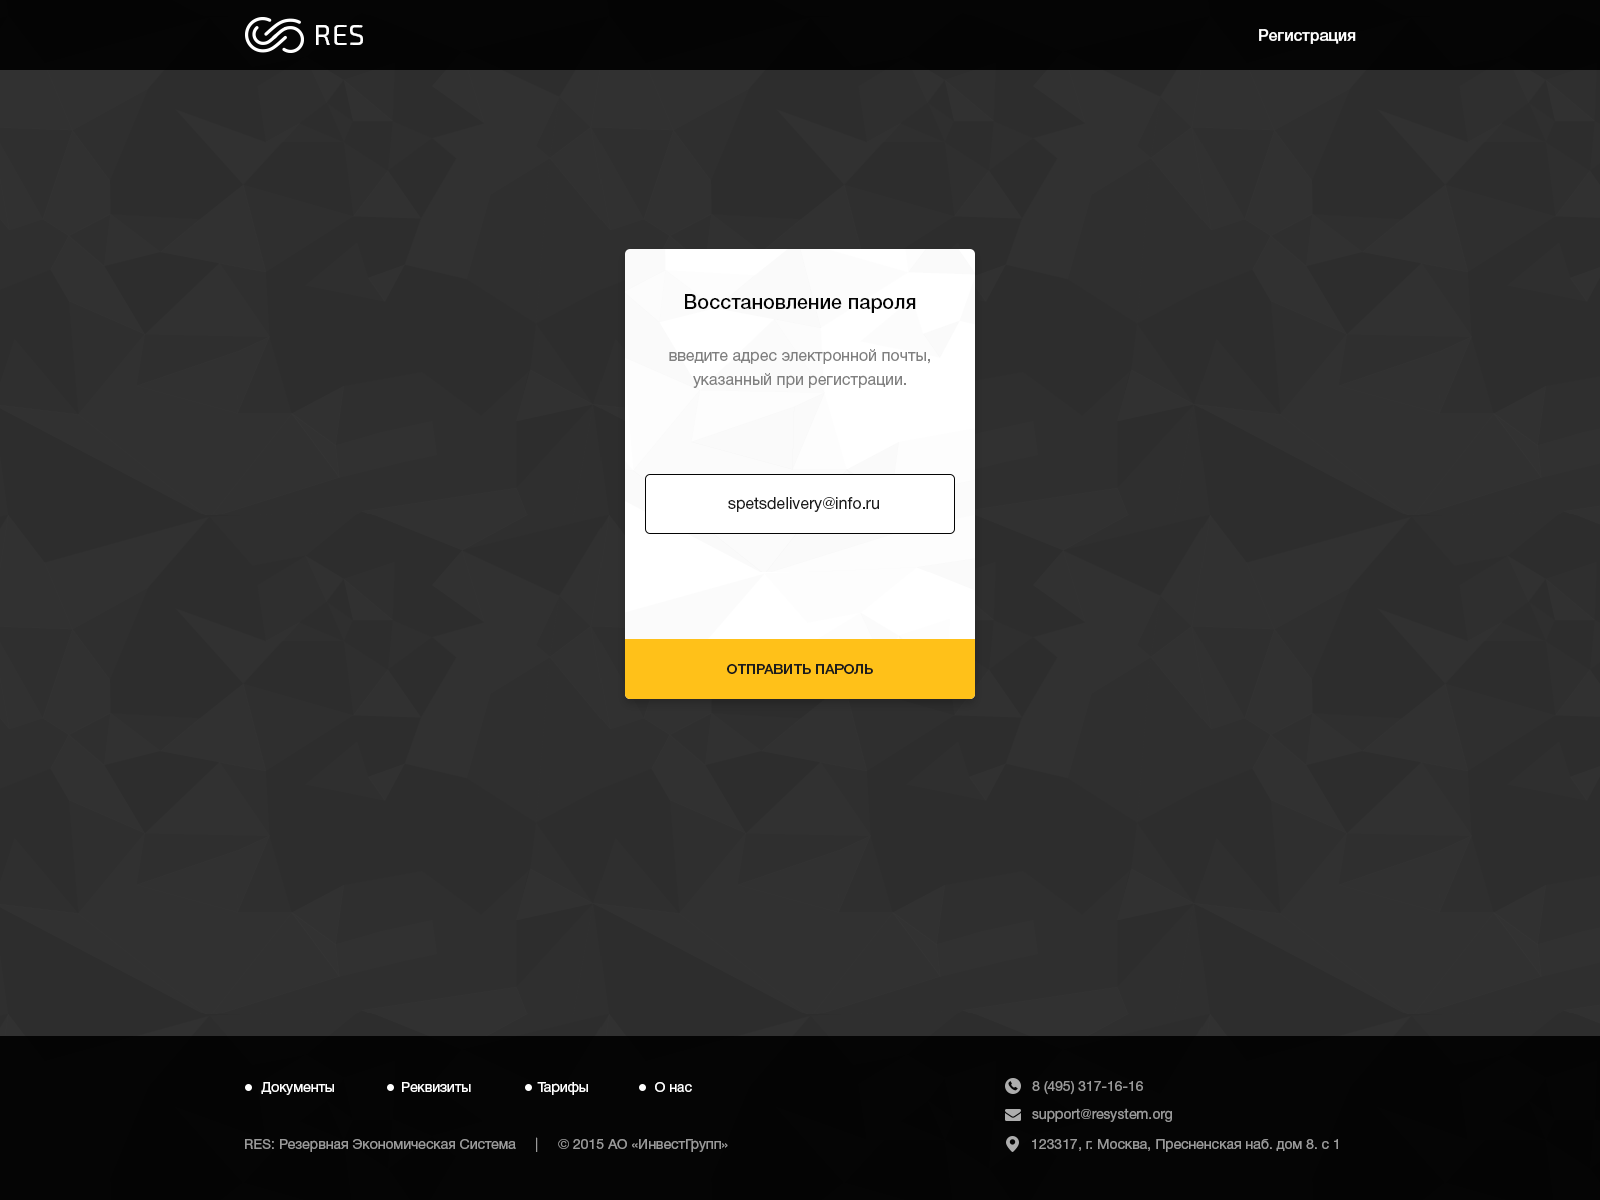 RES
Регистрация
Восстановление пароля
введите адрес электронной почты,
указанный при регистрации.
spetsdelivery@info.ru
ОТПРАВИТЬ ПАРОЛЬ
Документы
Реквизиты
Тарифы
О нас
RES: Резервная Экономическая Система | © 2015 АО «ИнвестГрупп»
8 (495) 317-16-16
support@resystem.org
123317, г. Москва, Пресненская наб. дом 8. с 1